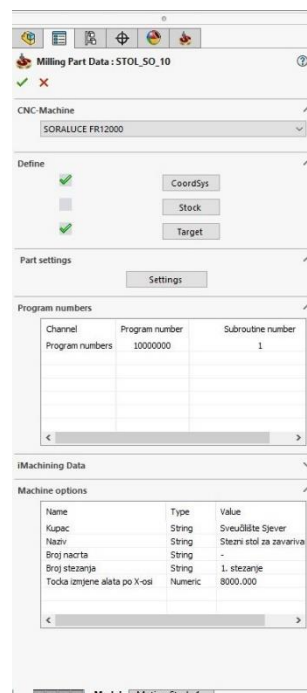 Milling Part Data : STOL_SO_10
CNC-Machine
SORALUCE FR12000
Define
CoordSys
Stock
Target
Part settings
Settings
Program numbers
Channel Program number Subroutine number
Program numbers 10000000 1
iMachining Data
Machine options
Name Type Value
Kupac String Sveučilište Sjever
Naziv String Stezni stol za zavariva
Broj nacrta String -
Broj stezanja String 1. stezanje
Tocka izmjene alata po X-osi Numeric 8000.000